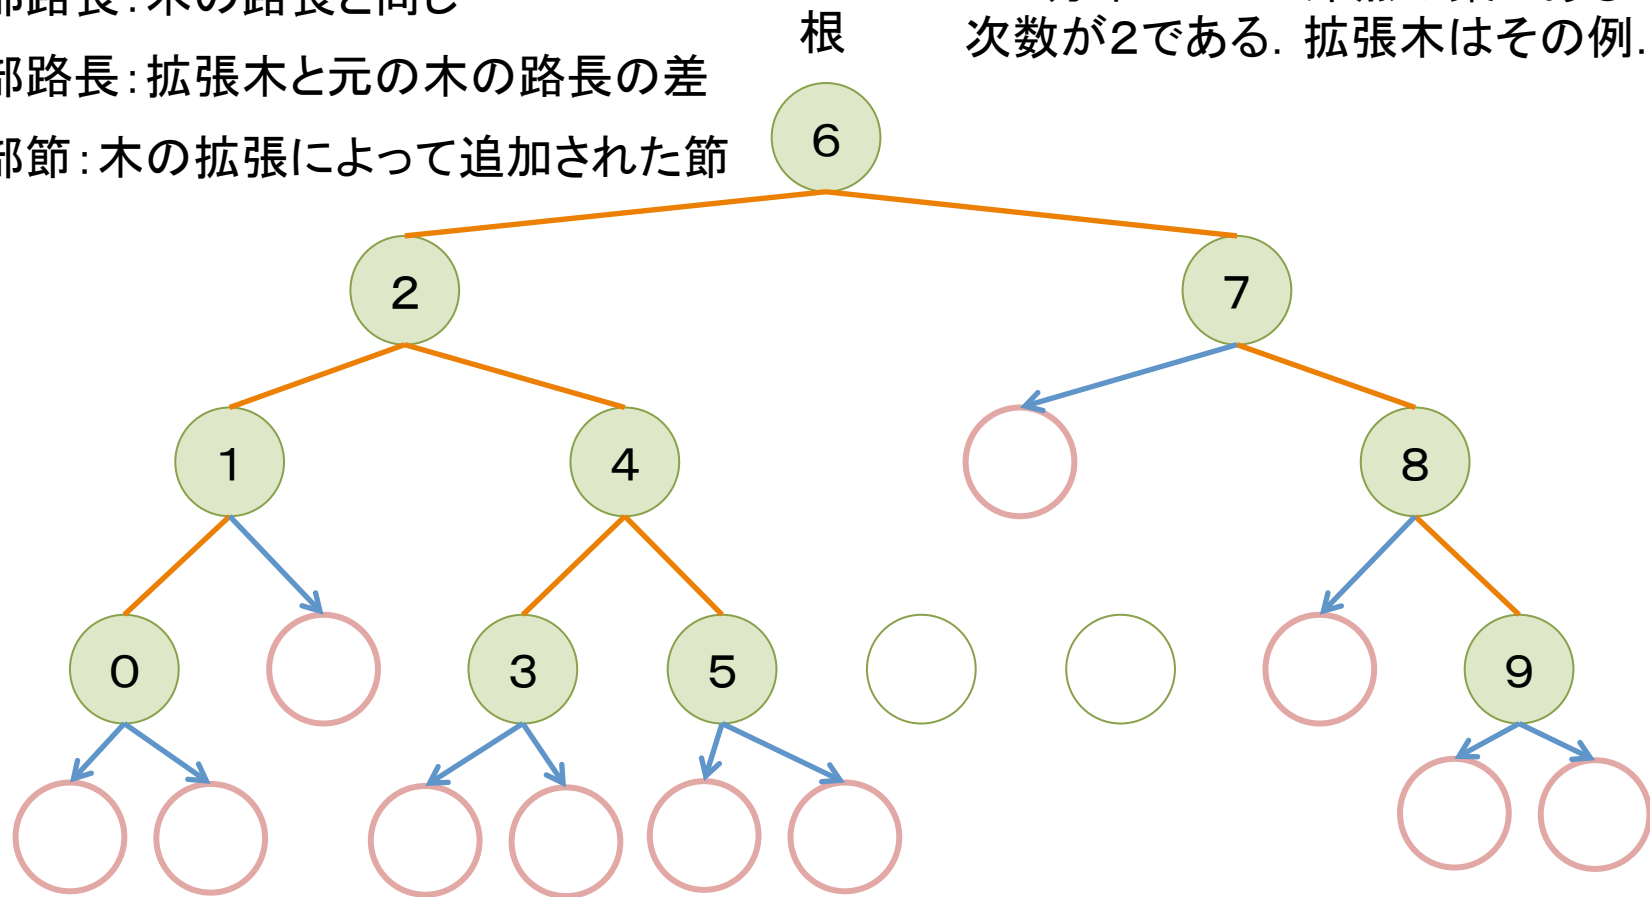 部路長：木の路長と同じ
部路長：拡張木と元の木の路長の差
部節：木の拡張によって追加された節
根
次数が２である．拡張木はその例．
6
2
7
1
4
8
0
3
5
9